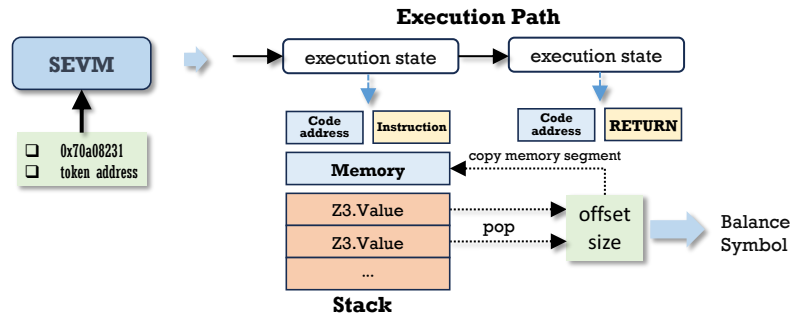 Execution Path
SEVM
execution state
execution state
Code address
Instruction
Code address
RETURN
❑ 0x70a08231
❑ token address
copy memory segment
Memory
Z3.Value
offset
pop
Z3.Value
size
Balance
Symbol
...
Stack